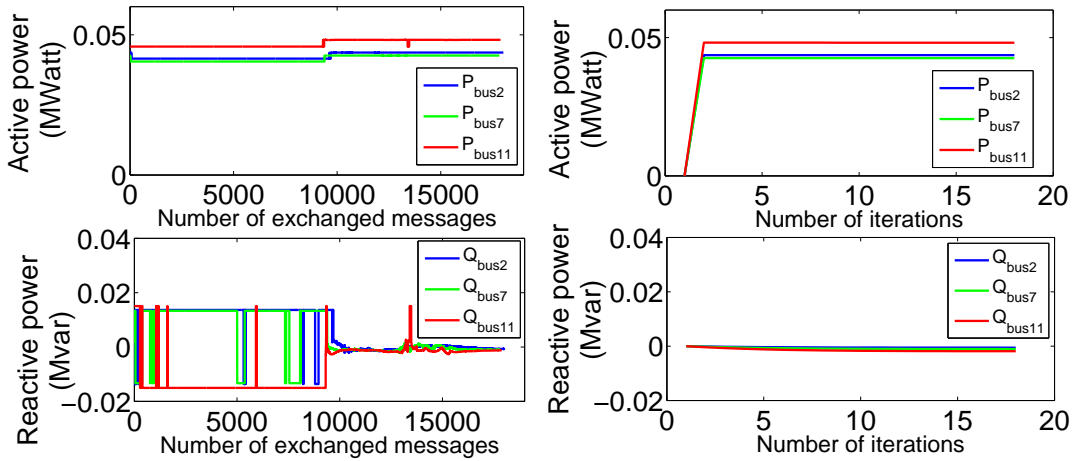 Active power
(MWatt)
0.05
0
P_bus2
P_bus7
P_bus11
0 5000 10000 15000
Number of exchanged messages
Active power
(MWatt)
0.05
0
P_bus2
P_bus7
P_bus11
0 5 10 15 20
Number of iterations
Reactive power
(Mvar)
0.04
0.02
0
−0.02
Q_bus2
Q_bus7
Q_bus11
0 5000 10000 15000
Number of exchanged messages
Reactive power
(Mvar)
0.04
0.02
0
−0.02
Q_bus2
Q_bus7
Q_bus11
0 5 10 15 20
Number of iterations